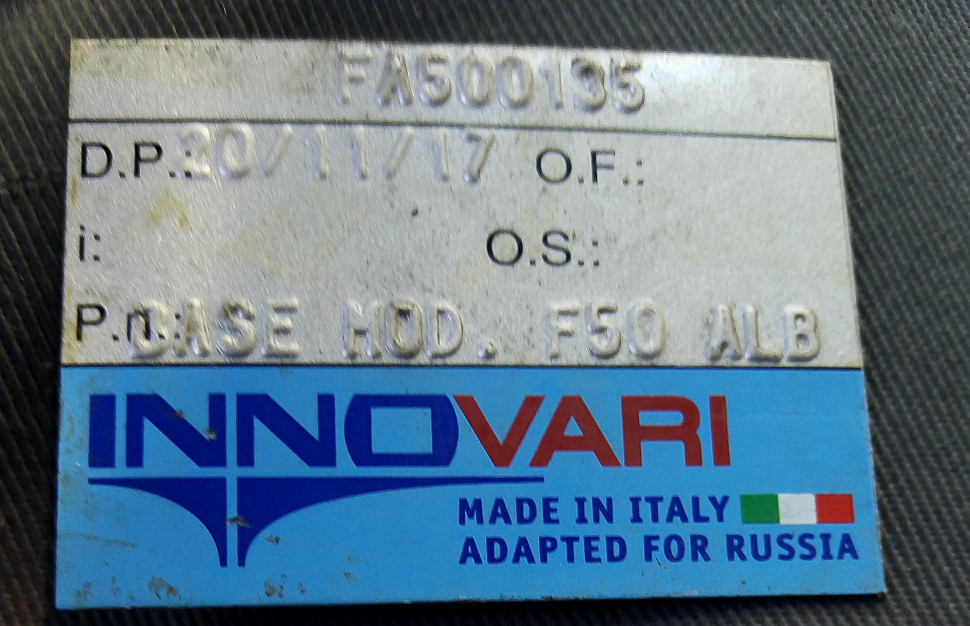 FA500135
D.P.: 20/11/17 O.F.:
i: O.S.:
P.n.: CASE MOD. F50 ALB
INNOVARI
MADE IN ITALY
ADAPTED FOR RUSSIA